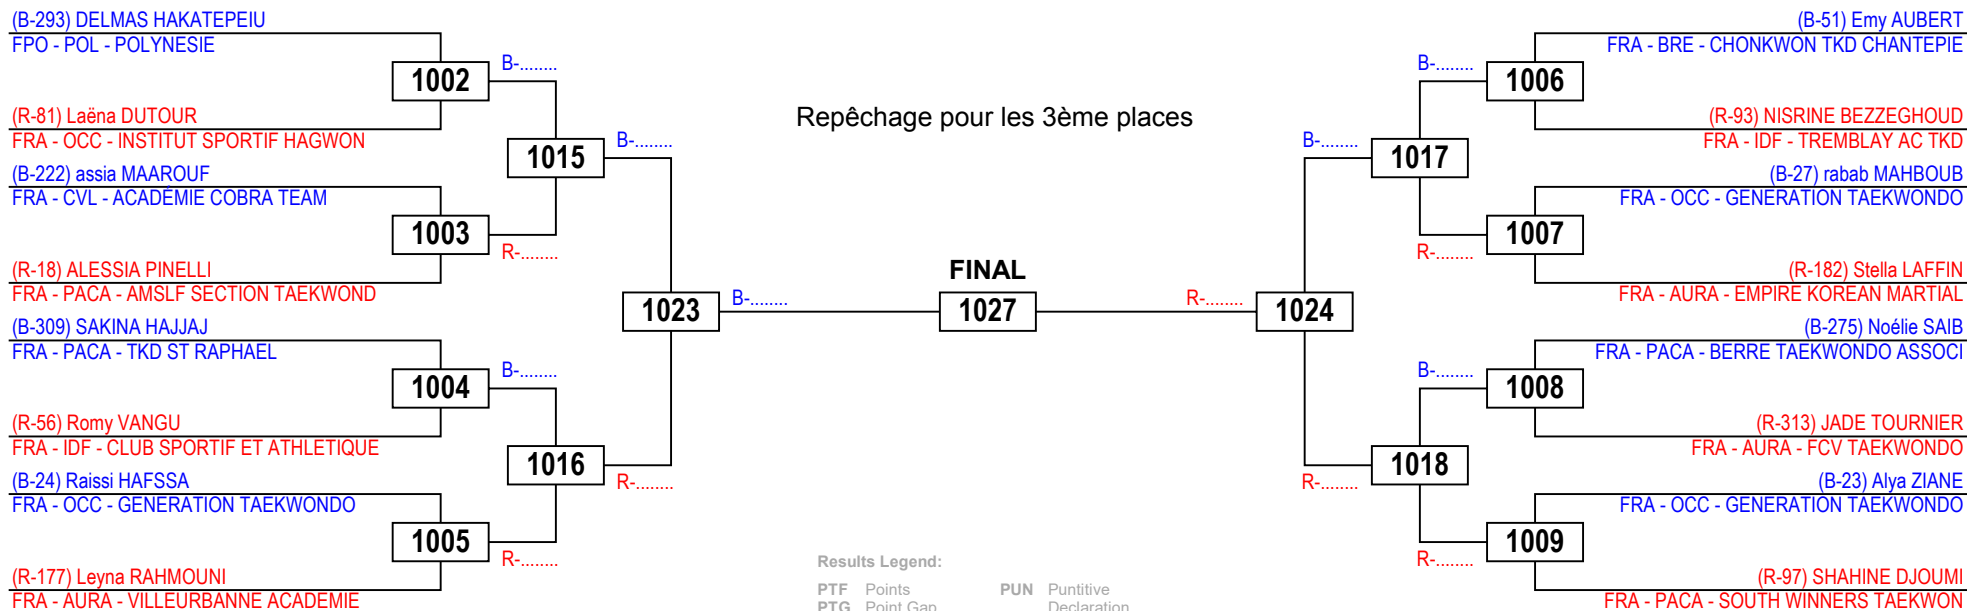 (B-293) DELMAS HAKATEPEIU
FPO - POL - POLYNESIE
(R-81) Laëna DUTOUR
FRA - OCC - INSTITUT SPORTIF HAGWON
(B-222) assia MAAROUF
FRA - CVL - ACADÉMIE COBRA TEAM
(R-18) ALESSIA PINELLI
FRA - PACA - AMSLF SECTION TAEKWOND
(B-309) SAKINA HAJJAJ
FRA - PACA - TKD ST RAPHAEL
(R-56) Romy VANGU
FRA - IDF - CLUB SPORTIF ET ATHLETIQUE
(B-24) Raissi HAFSSA
FRA - OCC - GENERATION TAEKWONDO
(R-177) Leyna RAHMOUNI
FRA - AURA - VILLEURBANNE ACADEMIE
1002
1003
1004
1005
B-........
R-........
B-........
R-........
1015
1016
B-........
R-........
1023
B-........
Repêchage pour les 3ème places
FINAL
1027
R-........
1024
B-........
R-........
1017
1018
B-........
R-........
B-........
R-........
1006
1007
1008
1009
(B-51) Emy AUBERT
FRA - BRE - CHONKWON TKD CHANTEPIE
(R-93) NISRINE BEZZEGHOUD
FRA - IDF - TREMBLAY AC TKD
(B-27) rabab MAHBOUB
FRA - OCC - GENERATION TAEKWONDO
(R-182) Stella LAFFIN
FRA - AURA - EMPIRE KOREAN MARTIAL
(B-275) Noélie SAIB
FRA - PACA - BERRE TAEKWONDO ASSOCI
(R-313) JADE TOURNIER
FRA - AURA - FCV TAEKWONDO
(B-23) Alya ZIANE
FRA - OCC - GENERATION TAEKWONDO
(R-97) SHAHINE DJOUMI
FRA - PACA - SOUTH WINNERS TAEKWON
Results Legend:
PTF Points PUN Puntitive
PTG Point Gap Declaration